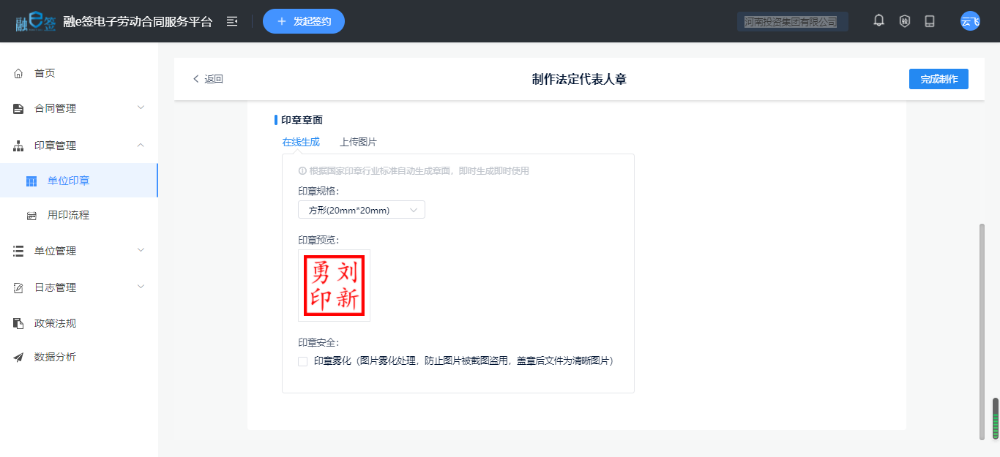 融e签 融e签电子劳动合同服务平台 发起签约 河南投资集团有限公司 云飞
首页
合同管理
印章管理
单位印章
用印流程
单位管理
日志管理
政策法规
数据分析
返回 制作法定代表人章 完成制作
印章章面
在线生成 上传图片
根据国家印章行业标准自动生成章面，即时生成即时使用
印章规格：
方形(20mm*20mm)
印章预览：
刘新
勇印
印章安全：
印章雾化（图片雾化处理，防止图片被截图盗用，盖章后文件为清晰图片）